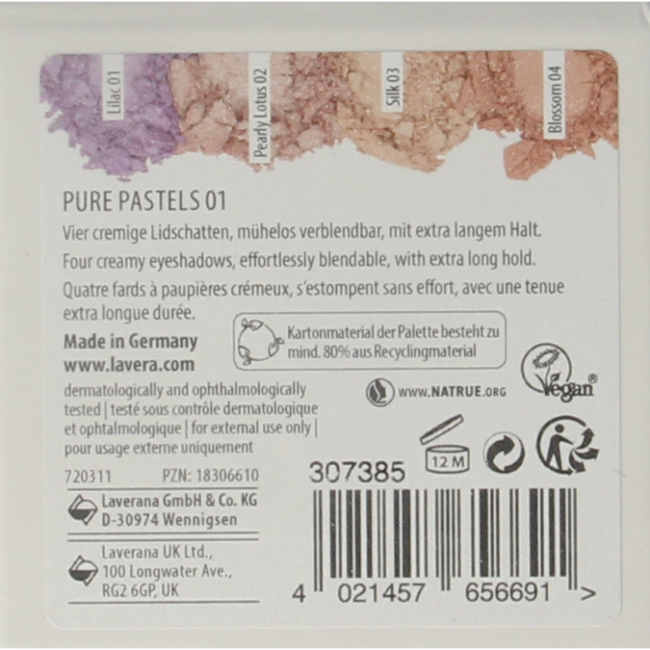 Lilac 01
Pearly Lotus 02
Silk 03
Blossom 04
PURE PASTELS 01
Vier cremige Lidschatten, mühelos verblendbar, mit extra langem Halt.
Four creamy eyeshadows, effortlessly blendable, with extra long hold.
Quatre fards à paupières crémeux, s'estompent sans effort, avec une tenue
extra longue durée.
Kartonmaterial der Palette besteht zu
mind. 80% aus Recyclingmaterial
Made in Germany
www.lavera.com
dermatologically and ophthalmologically
tested | testé sous contrôle dermatologique
et ophtalmologique | for external use only |
pour usage externe uniquement
WWW.NATRUE.ORG
Vegan®
12 M
720311 PZN: 18306610
307385
Laverana GmbH & Co. KG
D-30974 Wennigsen
Laverana UK Ltd.,
100 Longwater Ave.,
RG2 6GP, UK
4 021457 656691 >